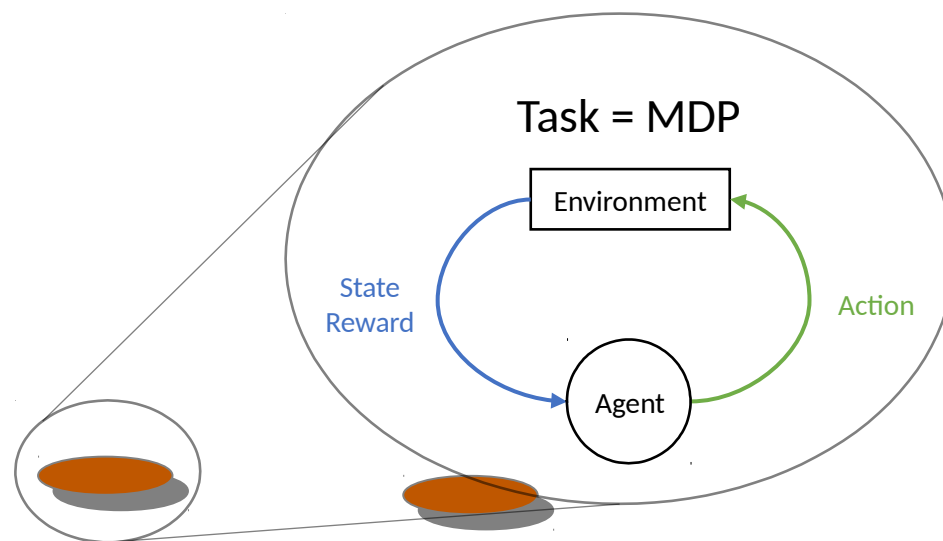 Task = MDP
Environment
State
Reward
Action
Agent